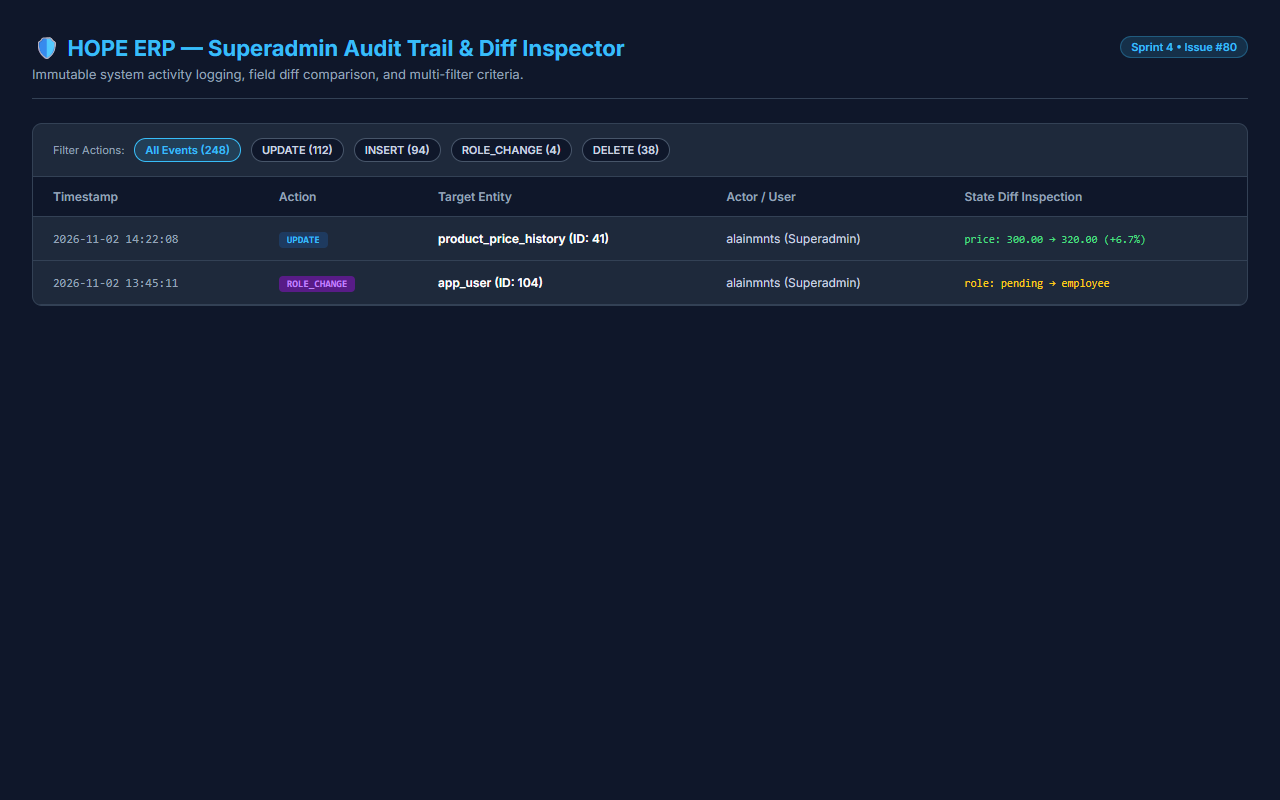 HOPE ERP — Superadmin Audit Trail & Diff Inspector
Sprint 4 • Issue #80
Immutable system activity logging, field diff comparison, and multi-filter criteria.
Filter Actions: All Events (248) UPDATE (112) INSERT (94) ROLE_CHANGE (4) DELETE (38)
Timestamp Action Target Entity Actor / User State Diff Inspection
2026-11-02 14:22:08 UPDATE product_price_history (ID: 41) alainmnts (Superadmin) price: 300.00 → 320.00 (+6.7%)
2026-11-02 13:45:11 ROLE_CHANGE app_user (ID: 104) alainmnts (Superadmin) role: pending → employee